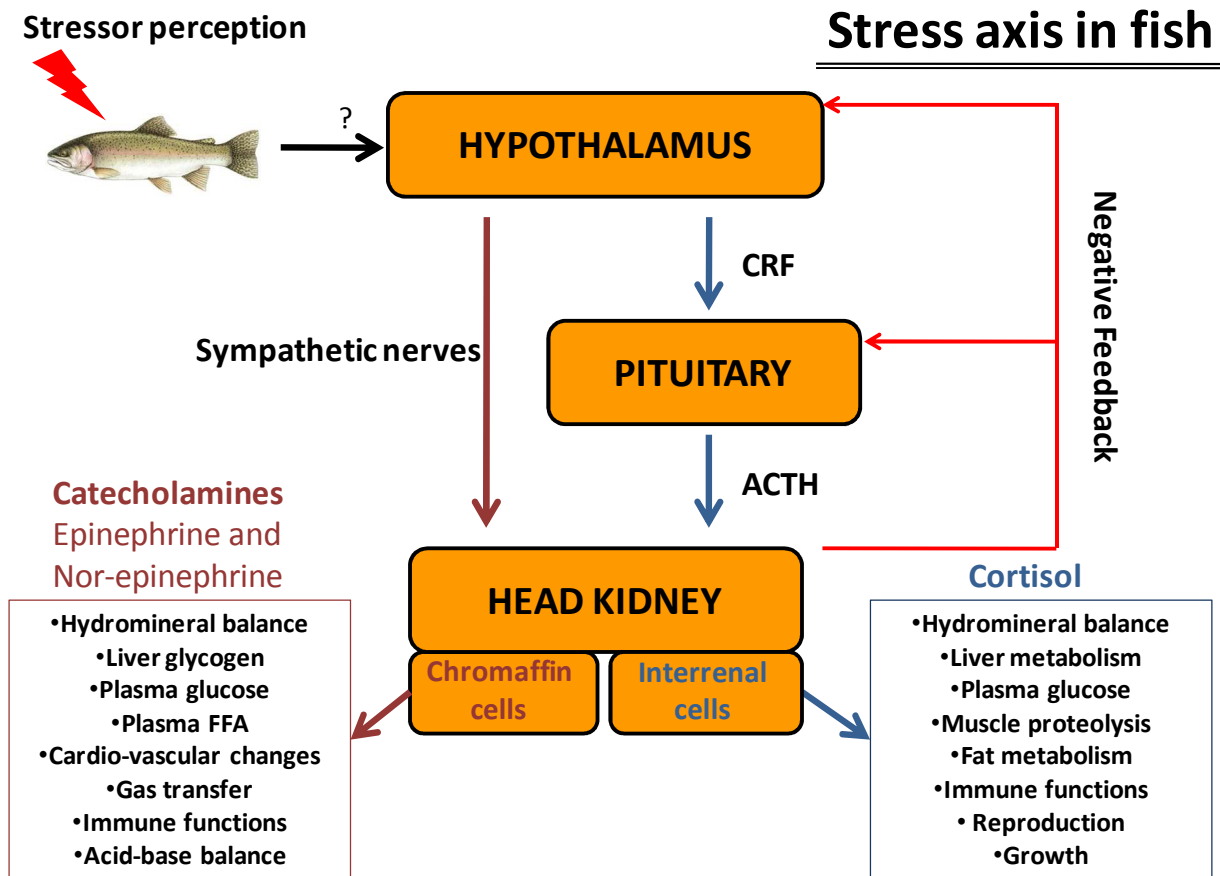 Stressor perception
Stress axis in fish
?
HYPOTHALAMUS
CRF
Negative Feedback
Sympathetic nerves
PITUITARY
ACTH
Catecholamines
Epinephrine and
Nor-epinephrine
•Hydromineral balance
•Liver glycogen
•Plasma glucose
•Plasma FFA
•Cardio-vascular changes
•Gas transfer
•Immune functions
•Acid-base balance
HEAD KIDNEY
Chromaffin
cells
Interrenal
cells
Cortisol
•Hydromineral balance
•Liver metabolism
•Plasma glucose
•Muscle proteolysis
•Fat metabolism
•Immune functions
• Reproduction
•Growth